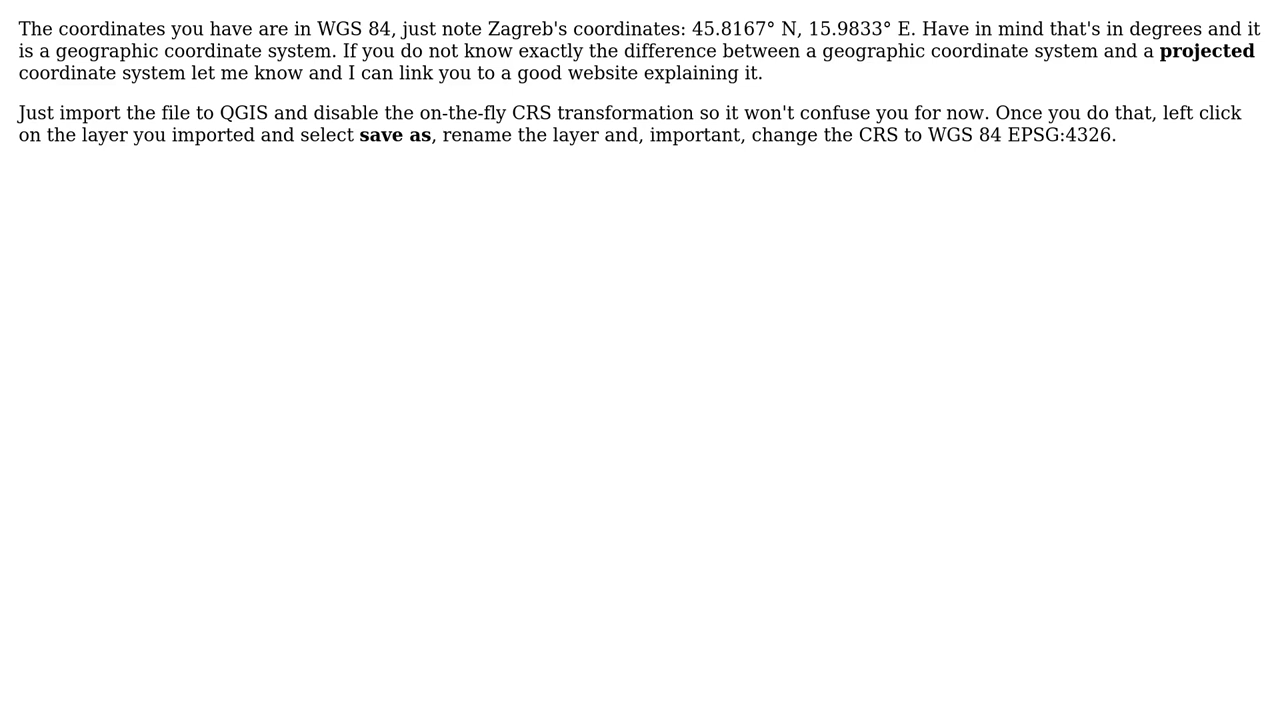 The coordinates you have are in WGS 84, just note Zagreb's coordinates: 45.8167° N, 15.9833° E. Have in mind that's in degrees and it
is a geographic coordinate system. If you do not know exactly the difference between a geographic coordinate system and a projected
coordinate system let me know and I can link you to a good website explaining it.
Just import the file to QGIS and disable the on-the-fly CRS transformation so it won't confuse you for now. Once you do that, left click
on the layer you imported and select save as, rename the layer and, important, change the CRS to WGS 84 EPSG:4326.